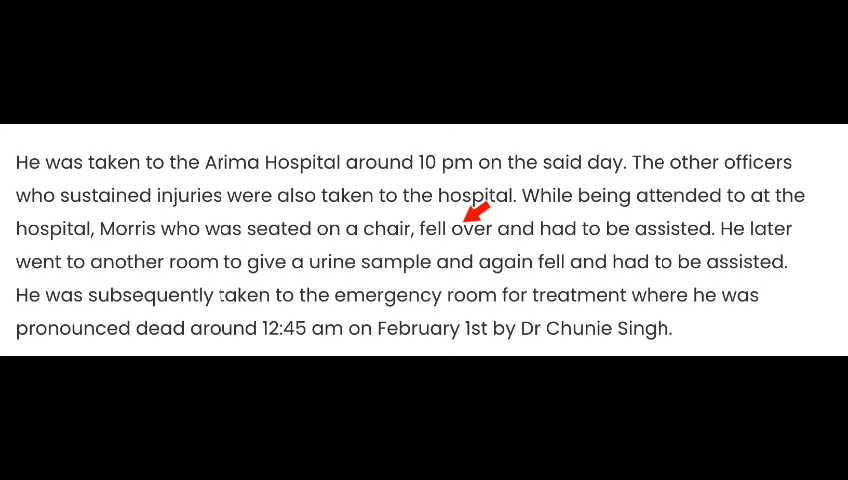 He was taken to the Arima Hospital around 10 pm on the said day. The other officers
who sustained injuries were also taken to the hospital. While being attended to at the
hospital, Morris who was seated on a chair, fell over and had to be assisted. He later
went to another room to give a urine sample and again fell and had to be assisted.
He was subsequently taken to the emergency room for treatment where he was
pronounced dead around 12:45 am on February 1st by Dr Chunie Singh.